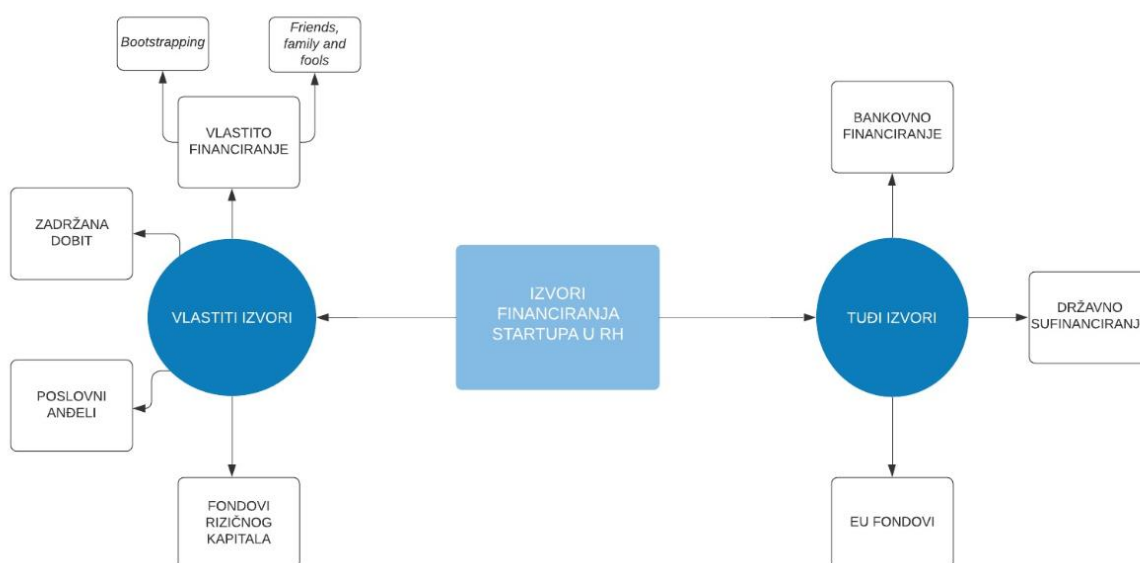 Bootstrapping
Friends,
family and
fools
VLASTITO
FINANCIRANJE
ZADRŽANA
DOBIT
VLASTITI IZVORI
POSLOVNI
ANĐELI
FONDOVI
RIZIČNOG
KAPITALA
IZVORI
FINANCIRANJA
STARTUPA U RH
BANKOVNO
FINANCIRANJE
TUĐI IZVORI
DRŽAVNO
SUFINANCIRANJE
EU FONDOVI